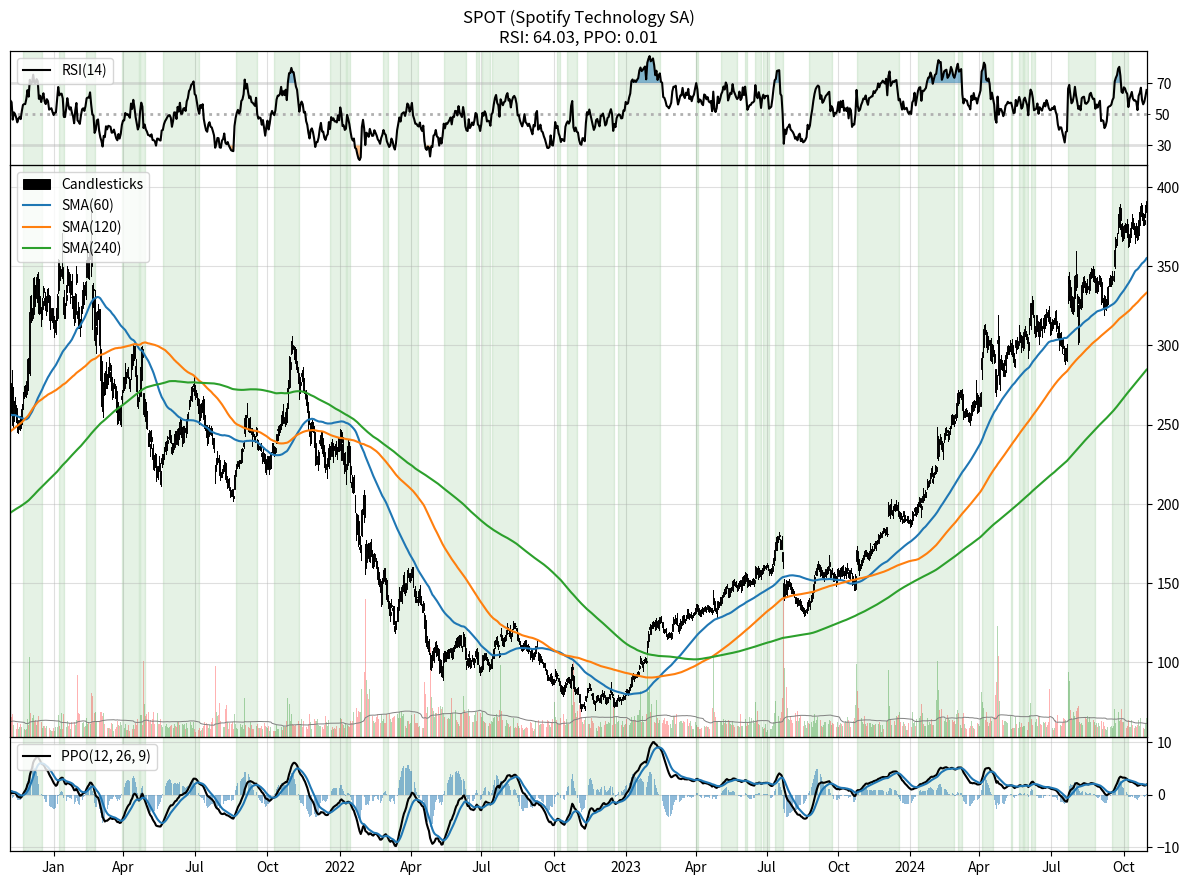 SPOT (Spotify Technology SA)
RSI: 64.03, PPO: 0.01
RSI(14)
70
50
30
Candlesticks
SMA(60)
SMA(120)
SMA(240)
400
350
300
250
200
150
100
PPO(12, 26, 9)
10
0
−10
Jan Apr Jul Oct 2022 Apr Jul Oct 2023 Apr Jul Oct 2024 Apr Jul Oct